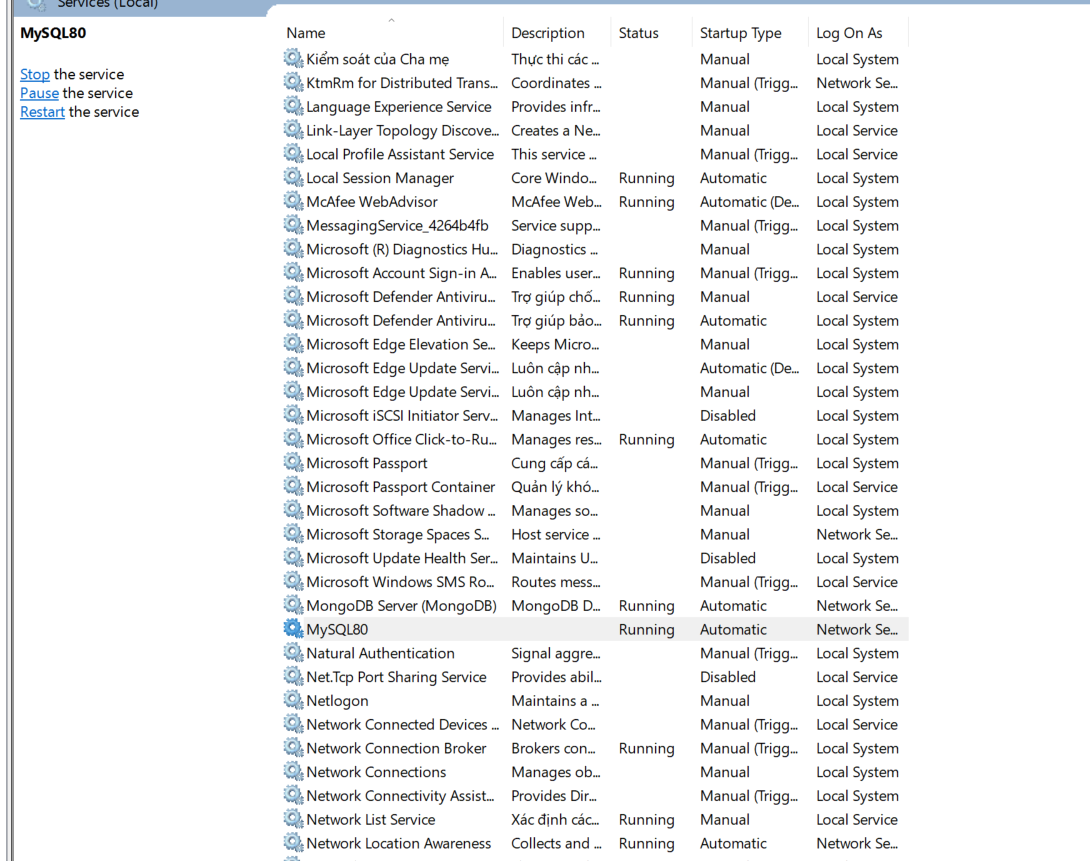 Services (Local)
MySQL80
Stop the service
Pause the service
Restart the service
Name Description Status Startup Type Log On As
Kiểm soát của Cha mẹ Thực thi các ... Manual Local System
KtmRm for Distributed Trans... Coordinates ... Manual (Trigg... Network Se...
Language Experience Service Provides infr... Manual Local System
Link-Layer Topology Discove... Creates a Ne... Manual Local Service
Local Profile Assistant Service This service ... Manual (Trigg... Local Service
Local Session Manager Core Windo... Running Automatic Local System
McAfee WebAdvisor McAfee Web... Running Automatic (De... Local System
MessagingService_4264b4fb Service supp... Manual (Trigg... Local System
Microsoft (R) Diagnostics Hu... Diagnostics ... Manual Local System
Microsoft Account Sign-in A... Enables user... Running Manual (Trigg... Local System
Microsoft Defender Antiviru... Trợ giúp chố... Running Manual Local Service
Microsoft Defender Antiviru... Trợ giúp bảo... Running Automatic Local System
Microsoft Edge Elevation Se... Keeps Micro... Manual Local System
Microsoft Edge Update Servi... Luôn cập nh... Automatic (De... Local System
Microsoft Edge Update Servi... Luôn cập nh... Manual Local System
Microsoft iSCSI Initiator Serv... Manages Int... Disabled Local System
Microsoft Office Click-to-Ru... Manages res... Running Automatic Local System
Microsoft Passport Cung cấp cá... Manual (Trigg... Local System
Microsoft Passport Container Quản lý khó... Manual (Trigg... Local Service
Microsoft Software Shadow ... Manages so... Manual Local System
Microsoft Storage Spaces S... Host service ... Manual Network Se...
Microsoft Update Health Ser... Maintains U... Disabled Local System
Microsoft Windows SMS Ro... Routes mess... Manual (Trigg... Local Service
MongoDB Server (MongoDB) MongoDB D... Running Automatic Network Se...
MySQL80 Running Automatic Network Se...
Natural Authentication Signal aggre... Manual (Trigg... Local System
Net.Tcp Port Sharing Service Provides abil... Disabled Local Service
Netlogon Maintains a ... Manual Local System
Network Connected Devices ... Network Co... Manual (Trigg... Local Service
Network Connection Broker Brokers con... Running Manual (Trigg... Local System
Network Connections Manages ob... Manual Local System
Network Connectivity Assist... Provides Dir... Manual (Trigg... Local System
Network List Service Xác định các... Running Manual Local Service
Network Location Awareness Collects and ... Running Automatic Network Se...